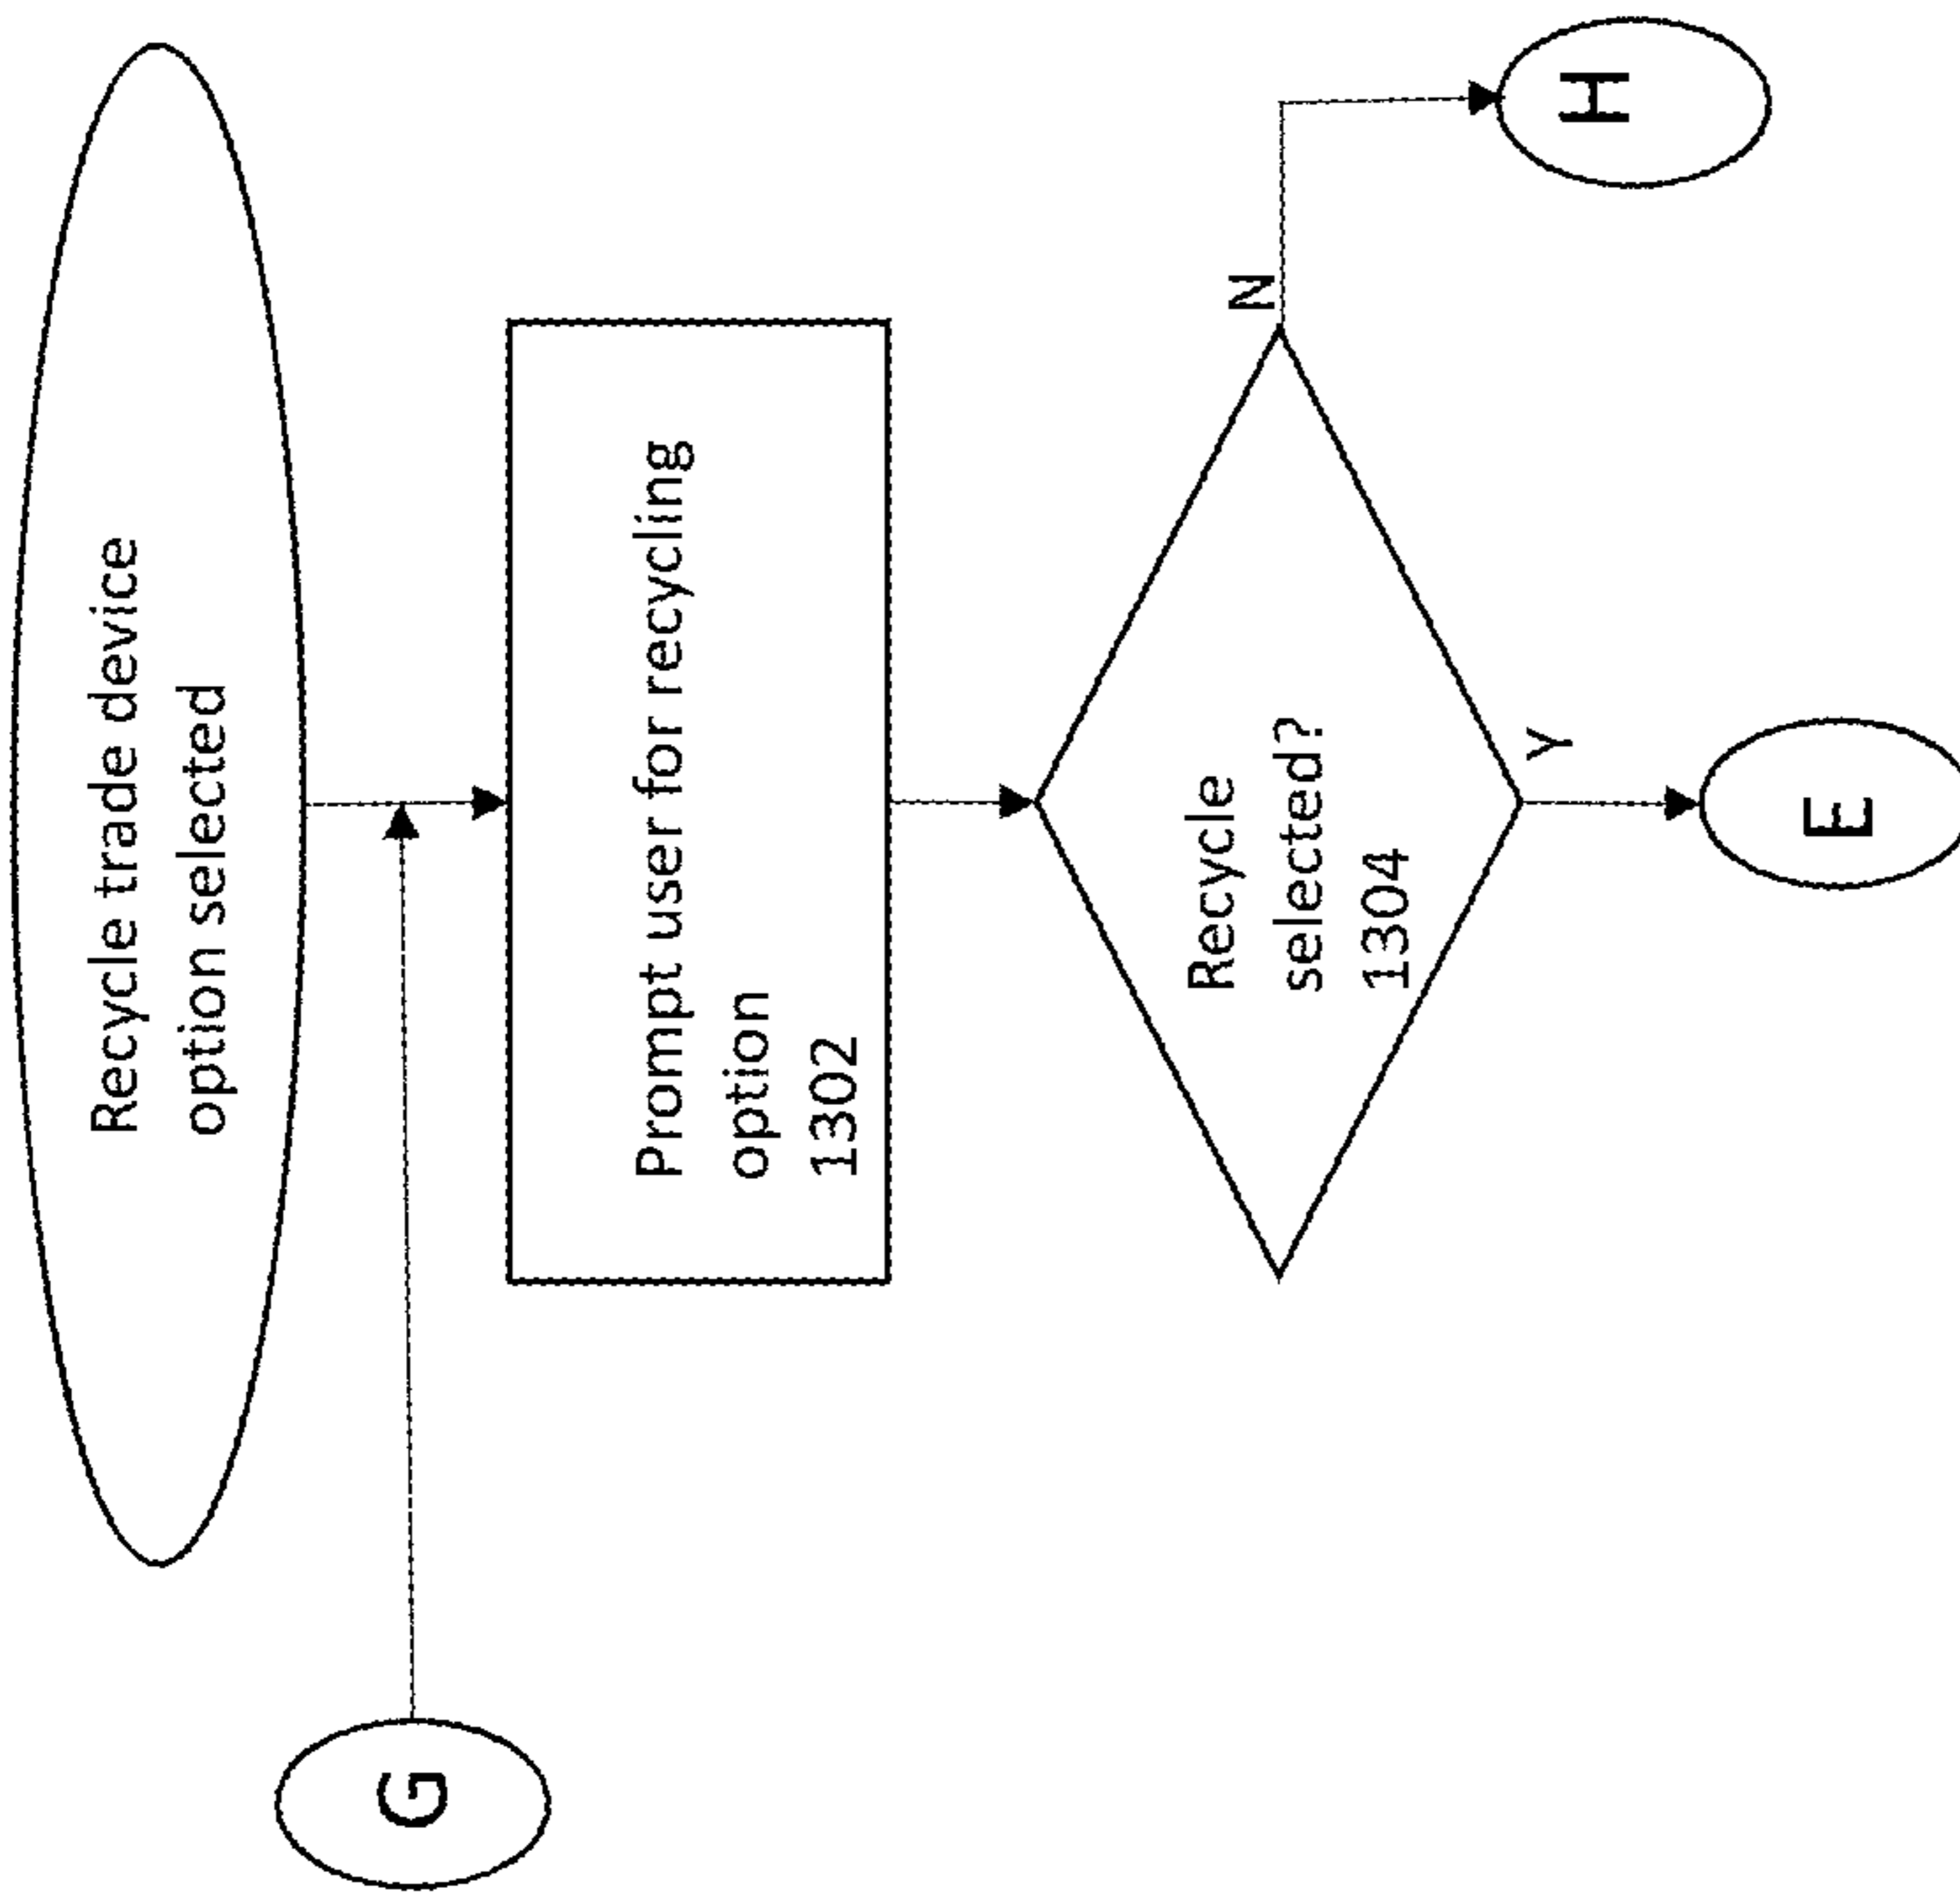 Recycle trade device
option selected
G
Prompt user for recycling
option
1302
Recycle
selected?
1304
N
Y
H
E